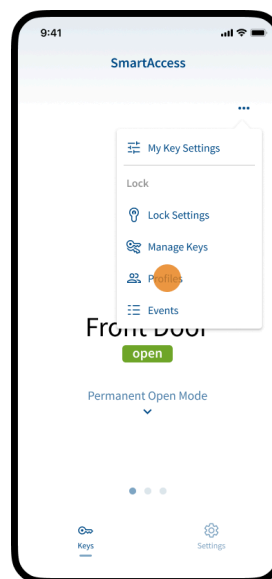 9:41
SmartAccess
My Key Settings
Lock
Lock Settings
Manage Keys
Profiles
Events
Front Door
open
Permanent Open Mode
Keys
Settings